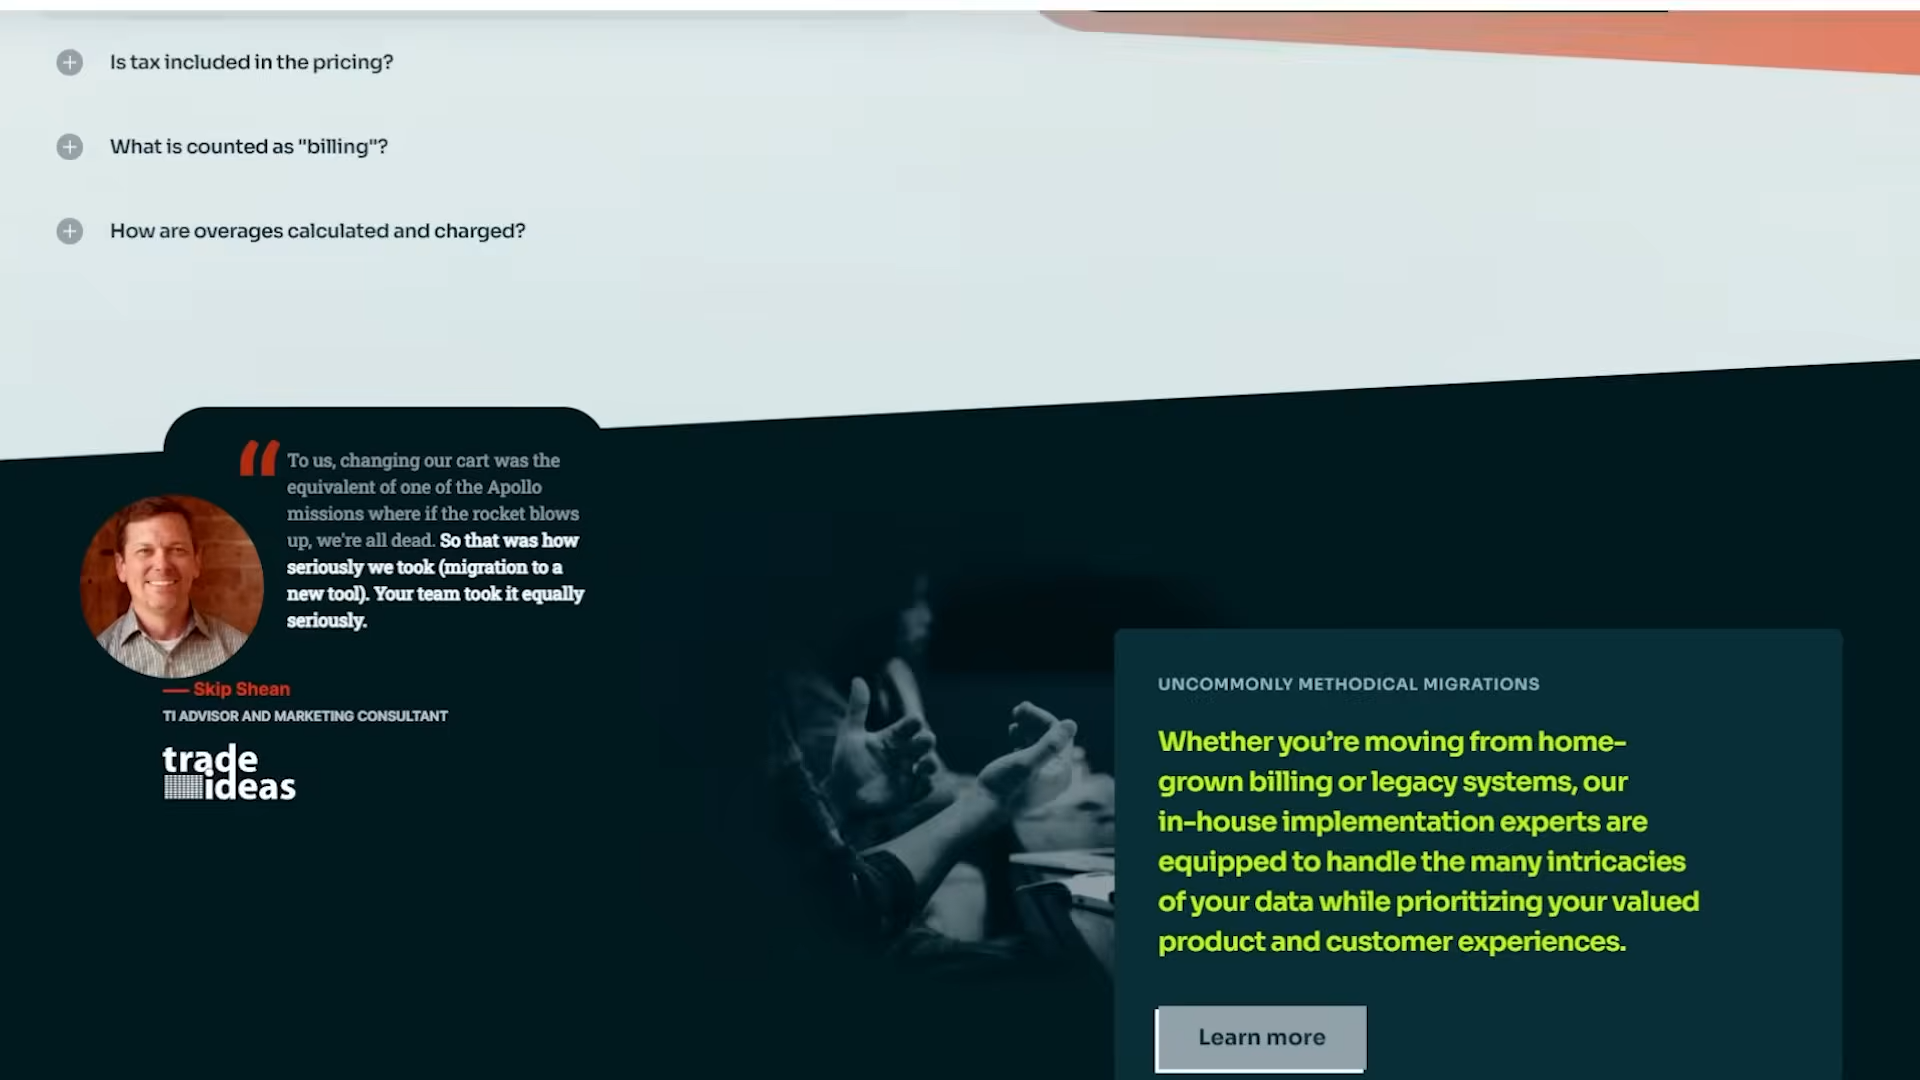 Is tax included in the pricing?
What is counted as "billing"?
How are overages calculated and charged?
“To us, changing our cart was the
equivalent of one of the Apollo
missions where if the rocket blows
up, we're all dead. So that was how
seriously we took (migration to a
new tool). Your team took it equally
seriously.
— Skip Shean
TI ADVISOR AND MARKETING CONSULTANT
trade
ideas
UNCOMMONLY METHODICAL MIGRATIONS
Whether you’re moving from home-
grown billing or legacy systems, our
in-house implementation experts are
equipped to handle the many intricacies
of your data while prioritizing your valued
product and customer experiences.
Learn more